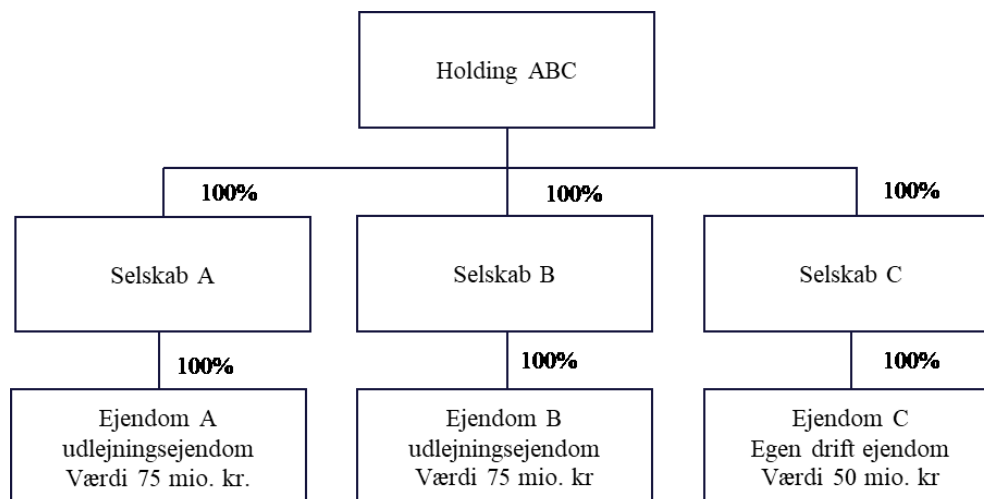 Holding ABC
100%
100%
100%
Selskab A
Selskab B
Selskab C
100%
100%
100%
Ejendom A
udlejningsejendom
Værdi 75 mio. kr.
Ejendom B
udlejningsejendom
Værdi 75 mio. kr
Ejendom C
Egen drift ejendom
Værdi 50 mio. kr